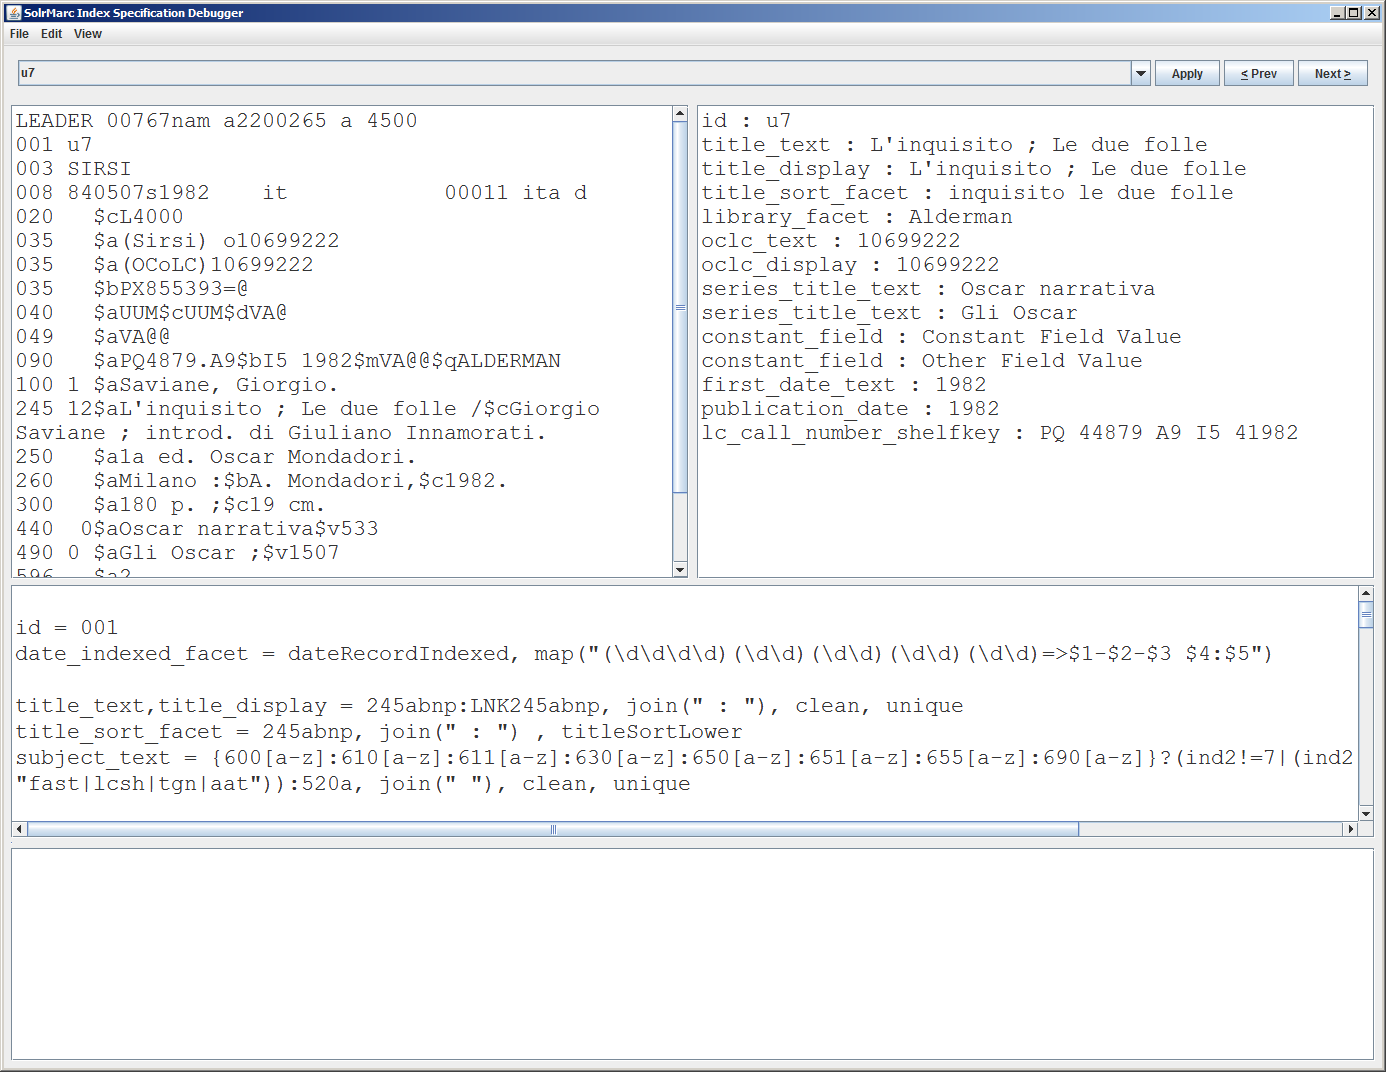 SolrMarc Index Specification Debugger
File Edit View
u7
Apply
< Prev
Next >
LEADER 00767nam a2200265 a 4500
001 u7
003 SIRSI
008 840507s1982    it            00011 ita d
020   $cL4000
035   $a(Sirsi) o10699222
035   $a(OCoLC)10699222
035   $bPX855393=@
040   $aUUM$cUUM$dVA@
049   $aVA@@
090   $aPQ4879.A9$bI5 1982$mVA@@$qALDERMAN
100 1 $aSaviane, Giorgio.
245 12$aL'inquisito ; Le due folle /$cGiorgio
Saviane ; introd. di Giuliano Innamorati.
250   $a1a ed. Oscar Mondadori.
260   $aMilano :$bA. Mondadori,$c1982.
300   $a180 p. ;$c19 cm.
440  0$aOscar narrativa$v533
490 0 $aGli Oscar ;$v1507
596   $a2
id : u7
title_text : L'inquisito ; Le due folle
title_display : L'inquisito ; Le due folle
title_sort_facet : inquisito le due folle
library_facet : Alderman
oclc_text : 10699222
oclc_display : 10699222
series_title_text : Oscar narrativa
series_title_text : Gli Oscar
constant_field : Constant Field Value
constant_field : Other Field Value
first_date_text : 1982
publication_date : 1982
lc_call_number_shelfkey : PQ 44879 A9 I5 41982
id = 001
date_indexed_facet = dateRecordIndexed, map("(\d\d\d\d)(\d\d)(\d\d)(\d\d)(\d\d)=>$1-$2-$3 $4:$5")
title_text,title_display = 245abnp:LNK245abnp, join(" : "), clean, unique
title_sort_facet = 245abnp, join(" : ") , titleSortLower
subject_text = {600[a-z]:610[a-z]:611[a-z]:630[a-z]:650[a-z]:651[a-z]:655[a-z]:690[a-z]}?(ind2!=7|(ind2
"fast|lcsh|tgn|aat")):520a, join(" "), clean, unique